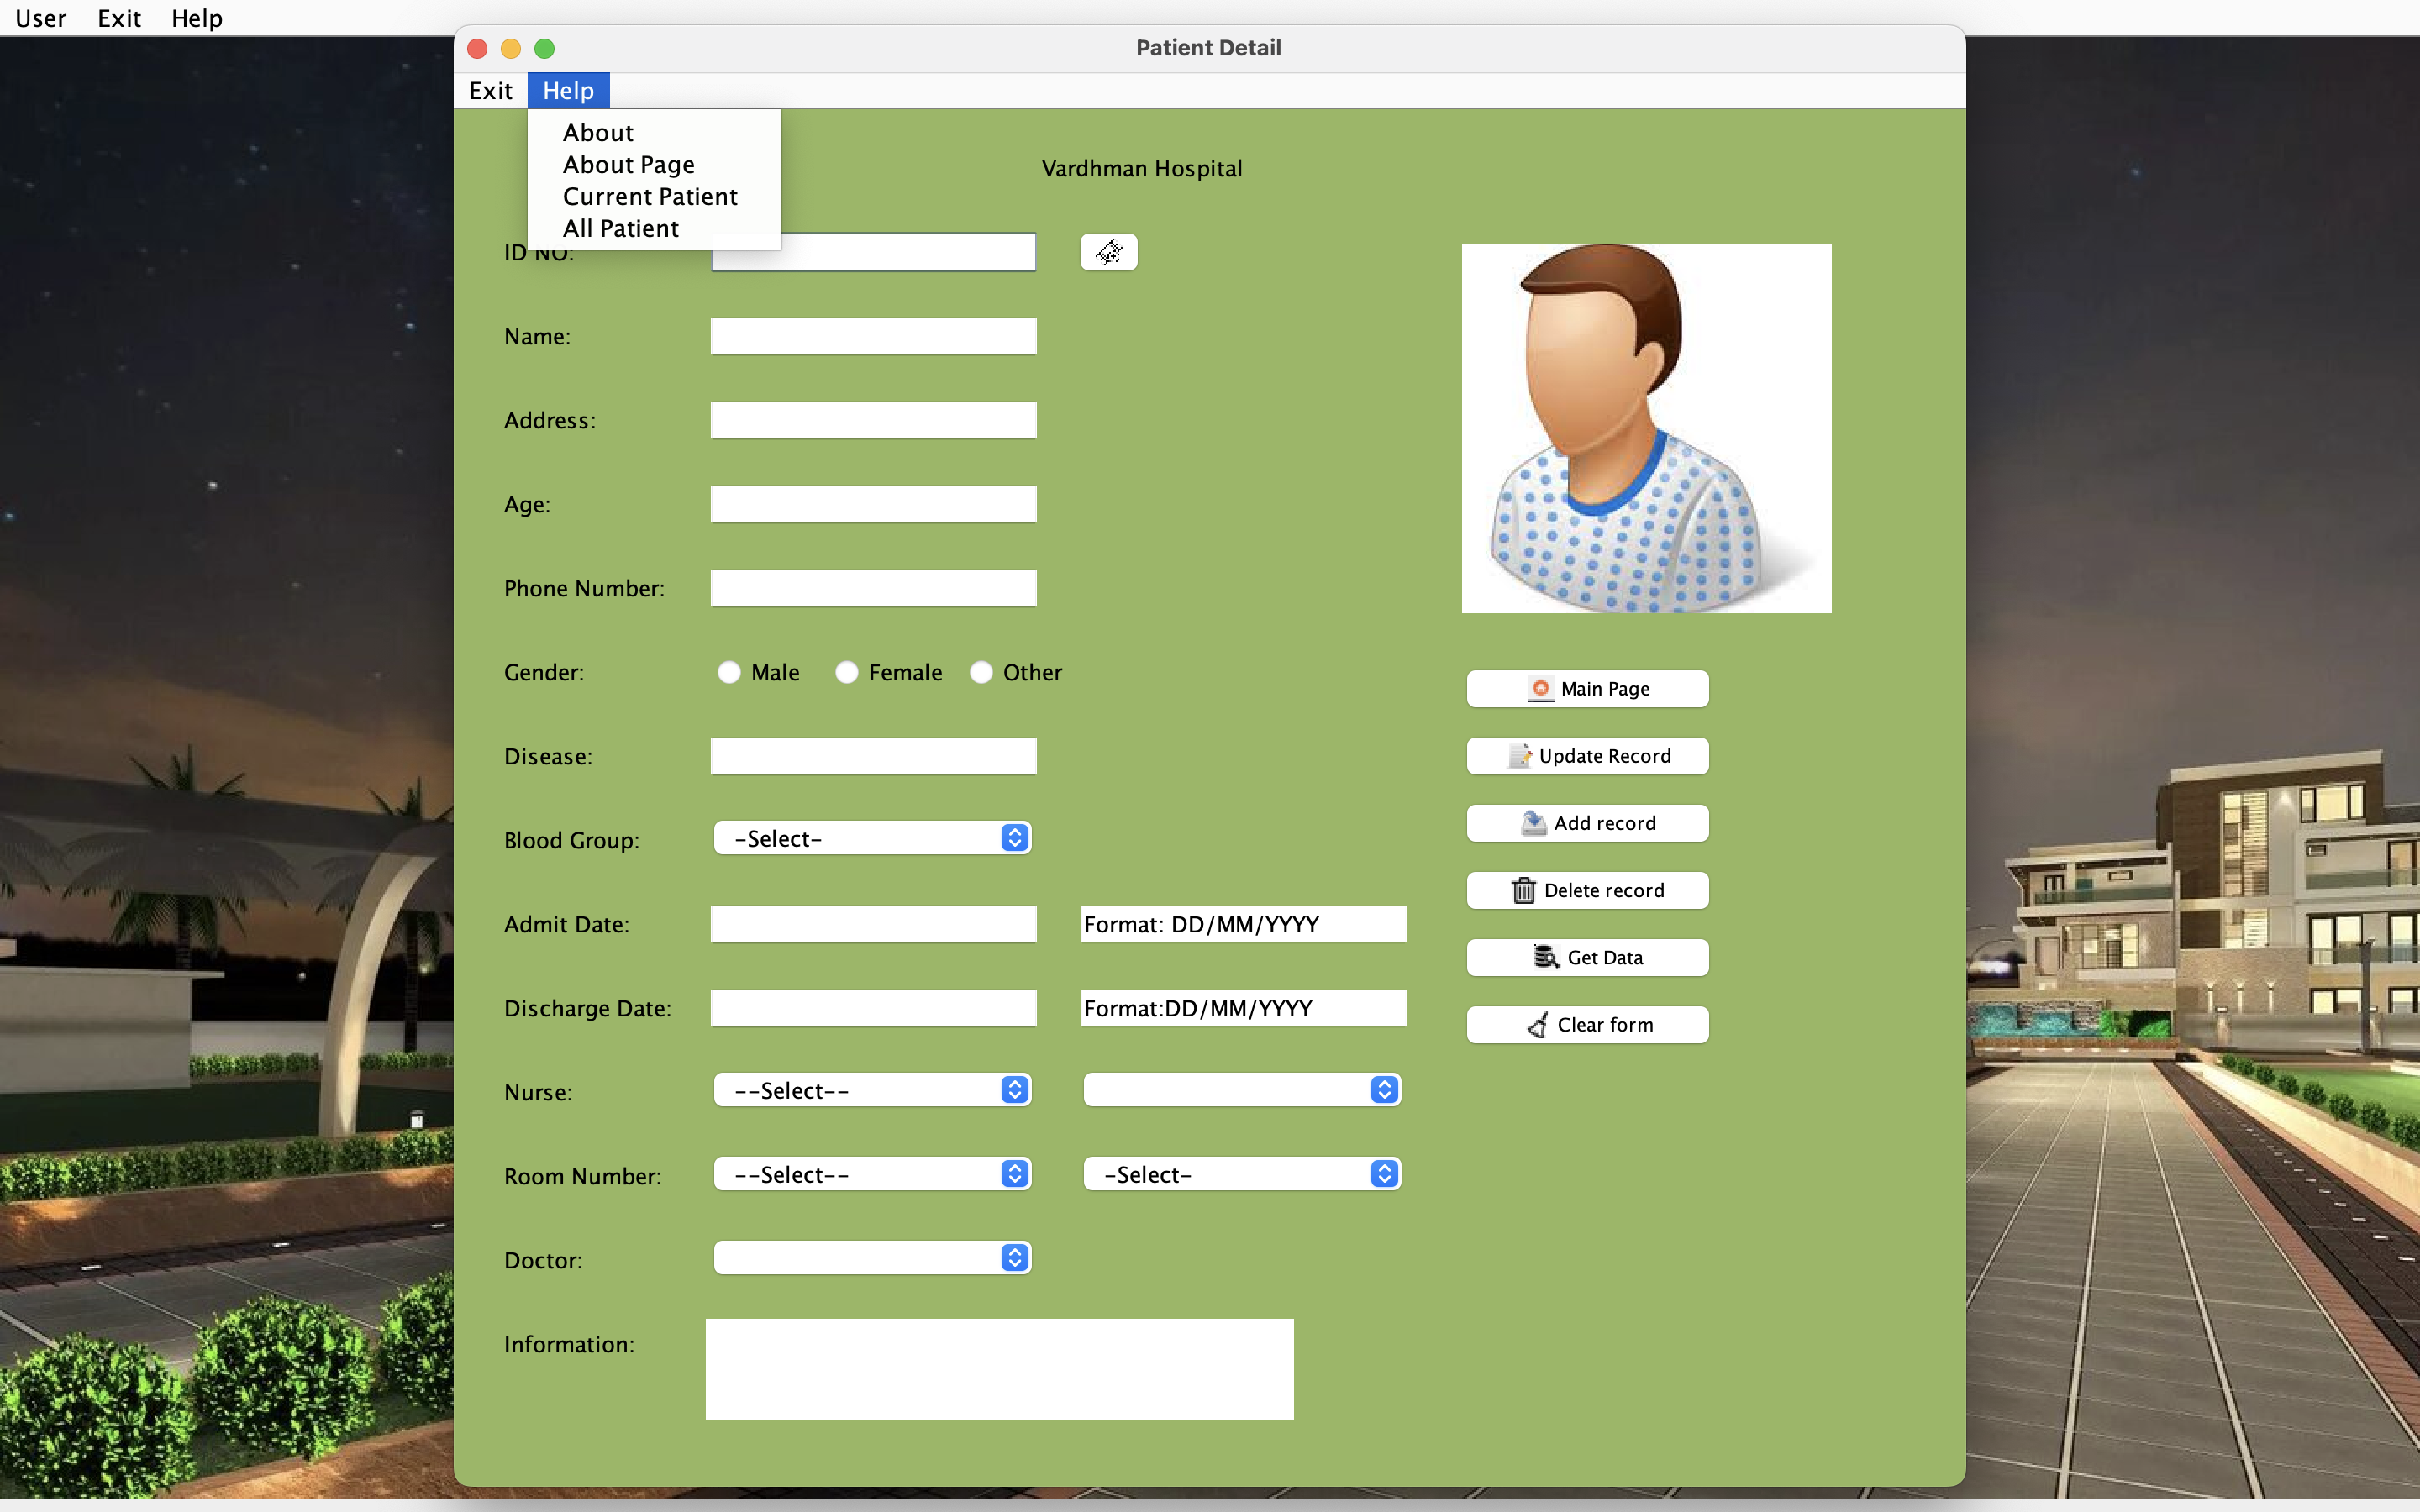 User Exit Help
Patient Detail
Exit Help
About
About Page
Current Patient
All Patient
Vardhman Hospital
ID NO:
Name:
Address:
Age:
Phone Number:
Gender: Male Female Other
Main Page
Disease:
Update Record
Blood Group: -Select-
Add record
Delete record
Admit Date: Format: DD/MM/YYYY
Get Data
Discharge Date: Format:DD/MM/YYYY
Clear form
Nurse: --Select--
Room Number: --Select-- -Select-
Doctor:
Information: